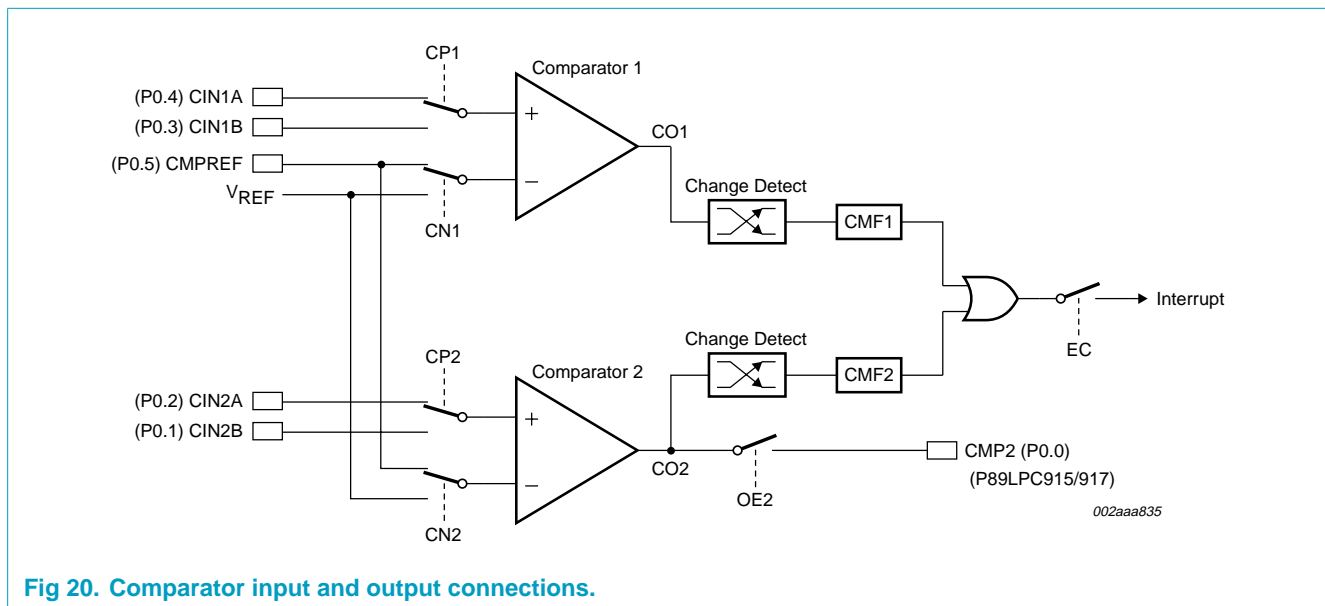 CP1
Comparator 1
(P0.4) CIN1A
+
(P0.3) CIN1B
CO1
(P0.5) CMPREF
−
Change Detect
VREF
CN1
CMF1
Interrupt
EC
Change Detect
CP2
Comparator 2
CMF2
(P0.2) CIN2A
+
(P0.1) CIN2B
CMP2 (P0.0)
CO2
(P89LPC915/917)
−
OE2
002aaa835
CN2
Fig 20. Comparator input and output connections.